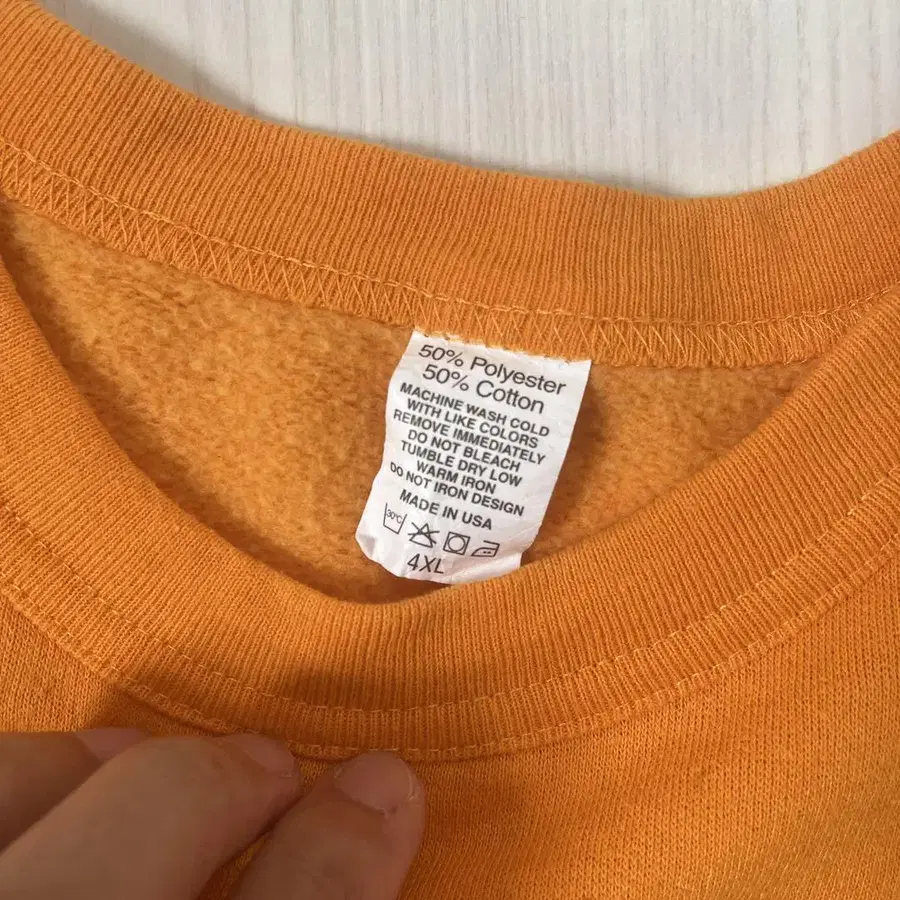 50% Polyester
50% Cotton
MACHINE WASH COLD
WITH LIKE COLORS
REMOVE IMMEDIATELY
DO NOT BLEACH
TUMBLE DRY LOW
WARM IRON
DO NOT IRON DESIGN
MADE IN USA
30°C
4XL